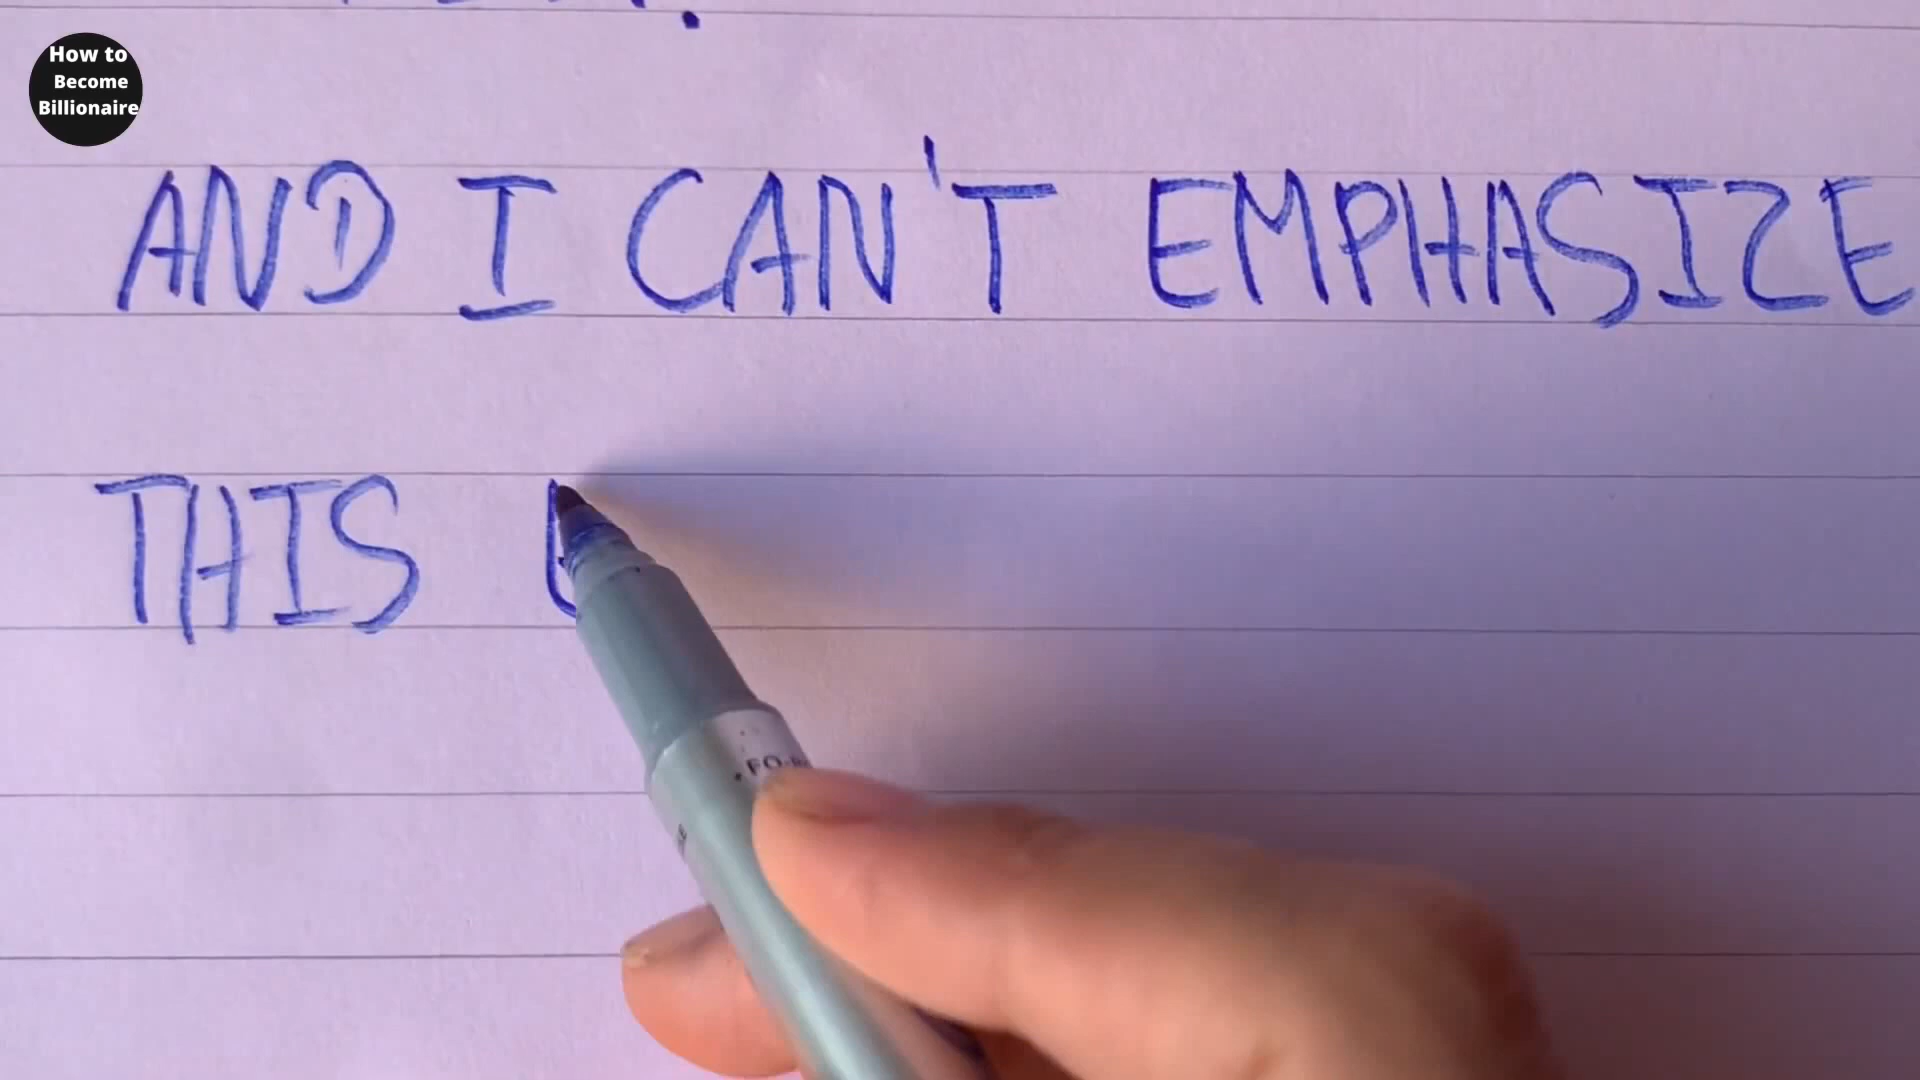 How to
Become
Billionaire
AND I CAN'T EMPHASIZE
THIS